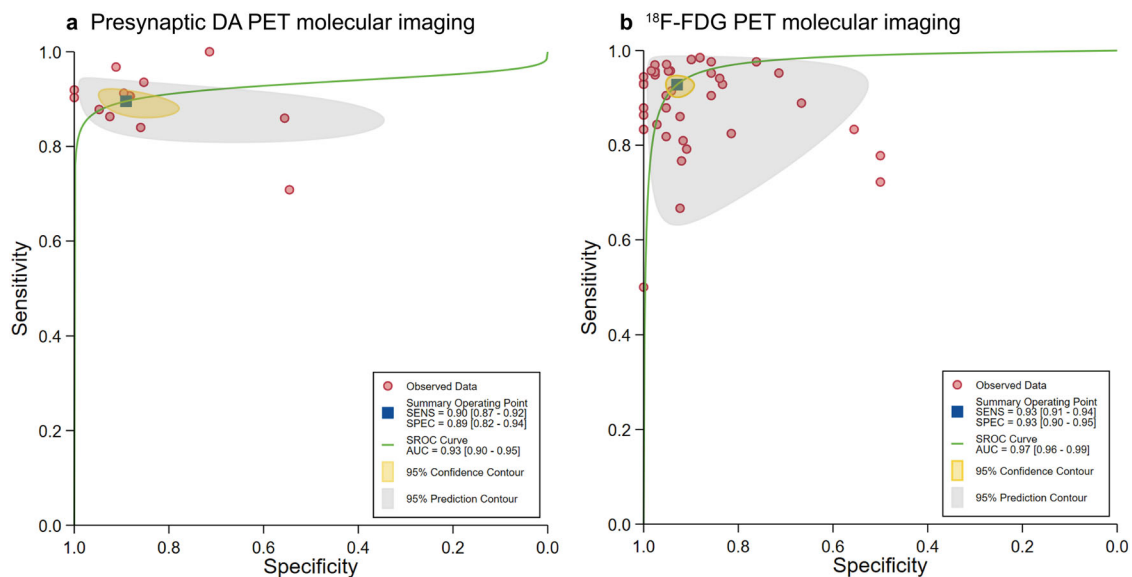 a Presynaptic DA PET molecular imaging
1.0
0.8
0.6
0.4
0.2
0.0
Sensitivity
1.0
0.8
0.6
0.4
0.2
0.0
Specificity
Observed Data
Summary Operating Point
SENS = 0.90 [0.87 - 0.92]
SPEC = 0.89 [0.82 - 0.94]
SROC Curve
AUC = 0.93 [0.90 - 0.95]
95% Confidence Contour
95% Prediction Contour
b ¹⁸F-FDG PET molecular imaging
1.0
0.8
0.6
0.4
0.2
0.0
Sensitivity
1.0
0.8
0.6
0.4
0.2
0.0
Specificity
Observed Data
Summary Operating Point
SENS = 0.93 [0.91 - 0.94]
SPEC = 0.93 [0.90 - 0.95]
SROC Curve
AUC = 0.97 [0.96 - 0.99]
95% Confidence Contour
95% Prediction Contour